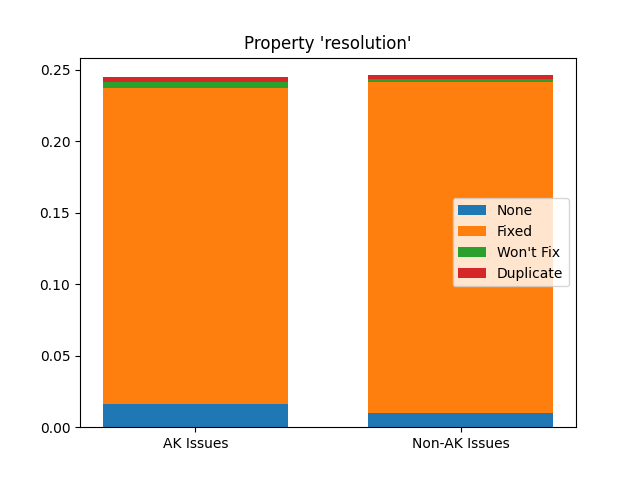 Property 'resolution'
0.25
0.20
0.15
0.10
0.05
0.00
None
Fixed
Won't Fix
Duplicate
AK Issues
Non-AK Issues